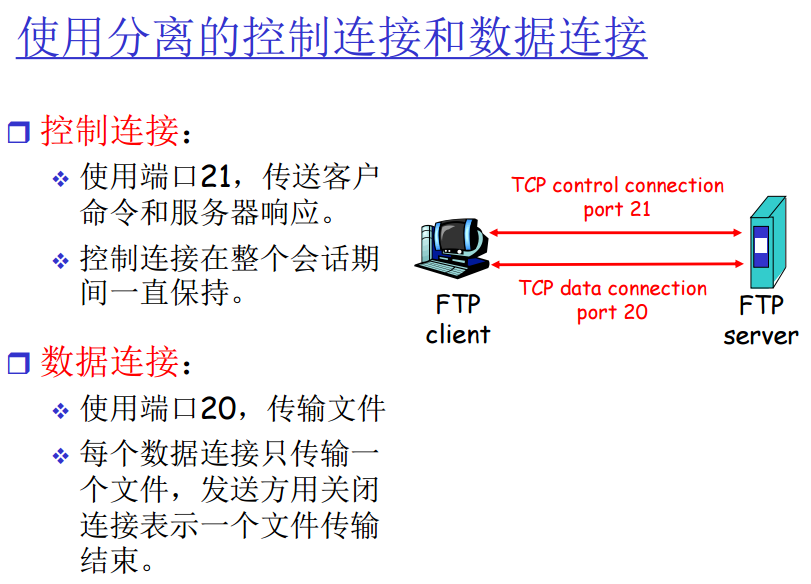 使用分离的控制连接和数据连接
控制连接：
使用端口21，传送客户
命令和服务器响应。
控制连接在整个会话期
间一直保持。
数据连接：
使用端口20，传输文件
每个数据连接只传输一
个文件，发送方用关闭
连接表示一个文件传输
结束。
TCP control connection
port 21
TCP data connection
port 20
FTP
client
FTP
server